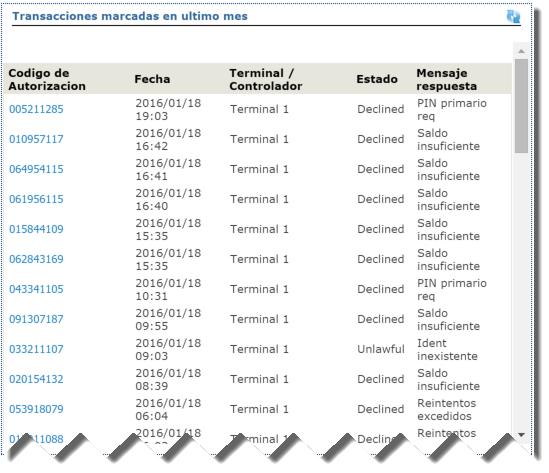 Transacciones marcadas en ultimo mes
Codigo de Autorizacion Fecha Terminal / Controlador Estado Mensaje respuesta
005211285 2016/01/18 19:03 Terminal 1 Declined PIN primario req
010957117 2016/01/18 16:42 Terminal 1 Declined Saldo insuficiente
064954115 2016/01/18 16:41 Terminal 1 Declined Saldo insuficiente
061956115 2016/01/18 16:40 Terminal 1 Declined Saldo insuficiente
015844109 2016/01/18 15:35 Terminal 1 Declined Saldo insuficiente
062843169 2016/01/18 15:35 Terminal 1 Declined Saldo insuficiente
043341105 2016/01/18 10:31 Terminal 1 Declined PIN primario req
091307187 2016/01/18 09:55 Terminal 1 Declined Saldo insuficiente
033211107 2016/01/18 09:03 Terminal 1 Unlawful Ident inexistente
020154132 2016/01/18 08:39 Terminal 1 Declined Saldo insuficiente
053918079 2016/01/18 06:04 Terminal 1 Declined Reintentos excedidos
2016/01/18 Terminal 1 Declined Reintentos